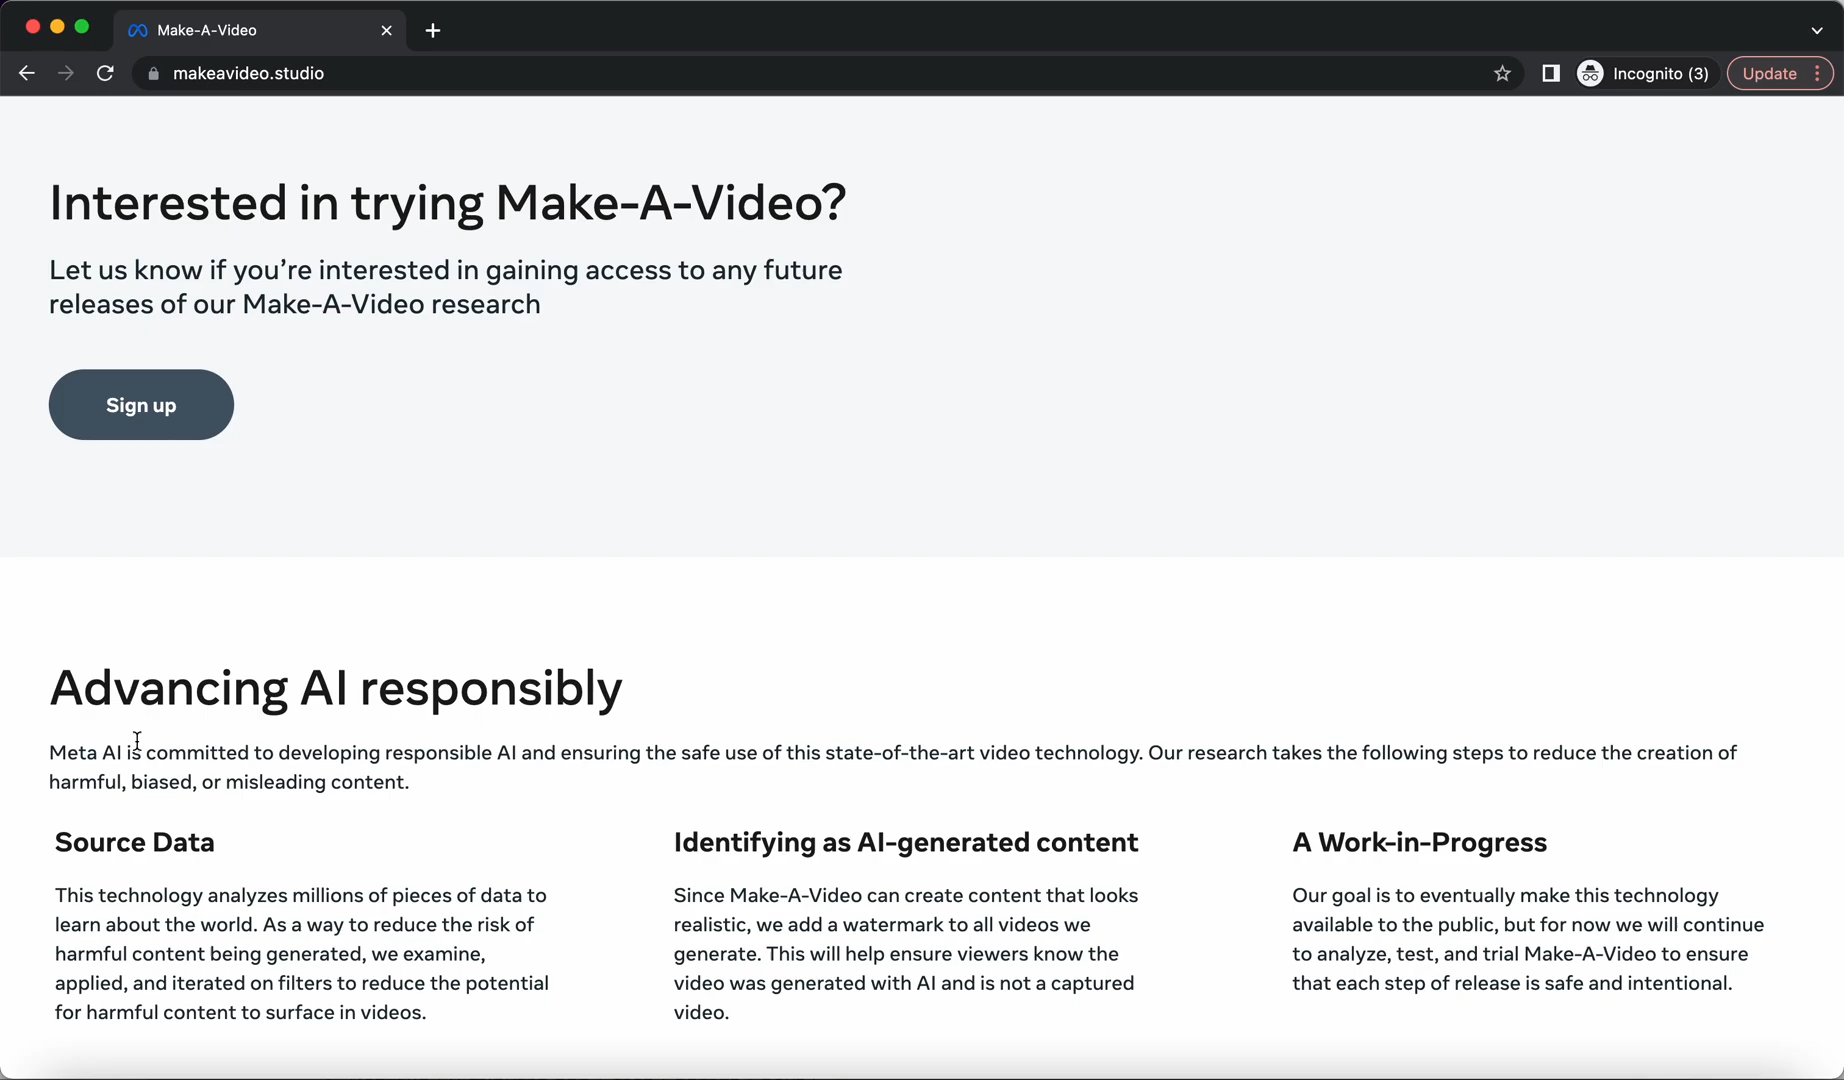 Make-A-Video
makeavideo.studio
Incognito (3)
Update
Interested in trying Make-A-Video?
Let us know if you’re interested in gaining access to any future
releases of our Make-A-Video research
Sign up
Advancing AI responsibly
Meta AI is committed to developing responsible AI and ensuring the safe use of this state-of-the-art video technology. Our research takes the following steps to reduce the creation of
harmful, biased, or misleading content.
Source Data
This technology analyzes millions of pieces of data to
learn about the world. As a way to reduce the risk of
harmful content being generated, we examine,
applied, and iterated on filters to reduce the potential
for harmful content to surface in videos.
Identifying as AI-generated content
Since Make-A-Video can create content that looks
realistic, we add a watermark to all videos we
generate. This will help ensure viewers know the
video was generated with AI and is not a captured
video.
A Work-in-Progress
Our goal is to eventually make this technology
available to the public, but for now we will continue
to analyze, test, and trial Make-A-Video to ensure
that each step of release is safe and intentional.